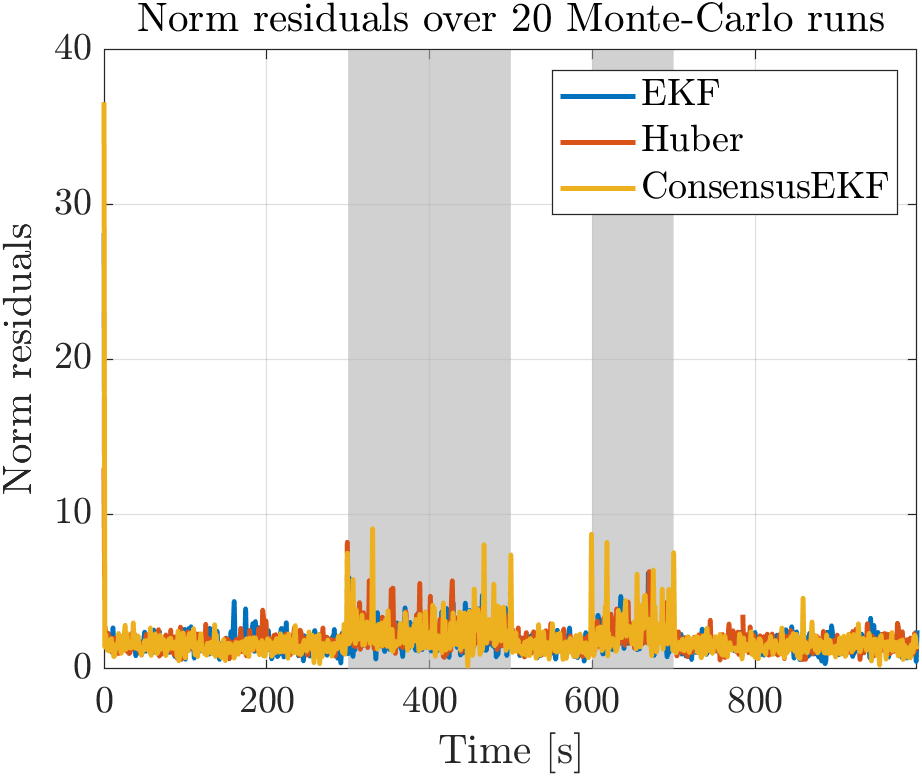 Norm residuals over 20 Monte-Carlo runs
40
30
20
10
0
Norm residuals
EKF
Huber
ConsensusEKF
0 200 400 600 800
Time [s]